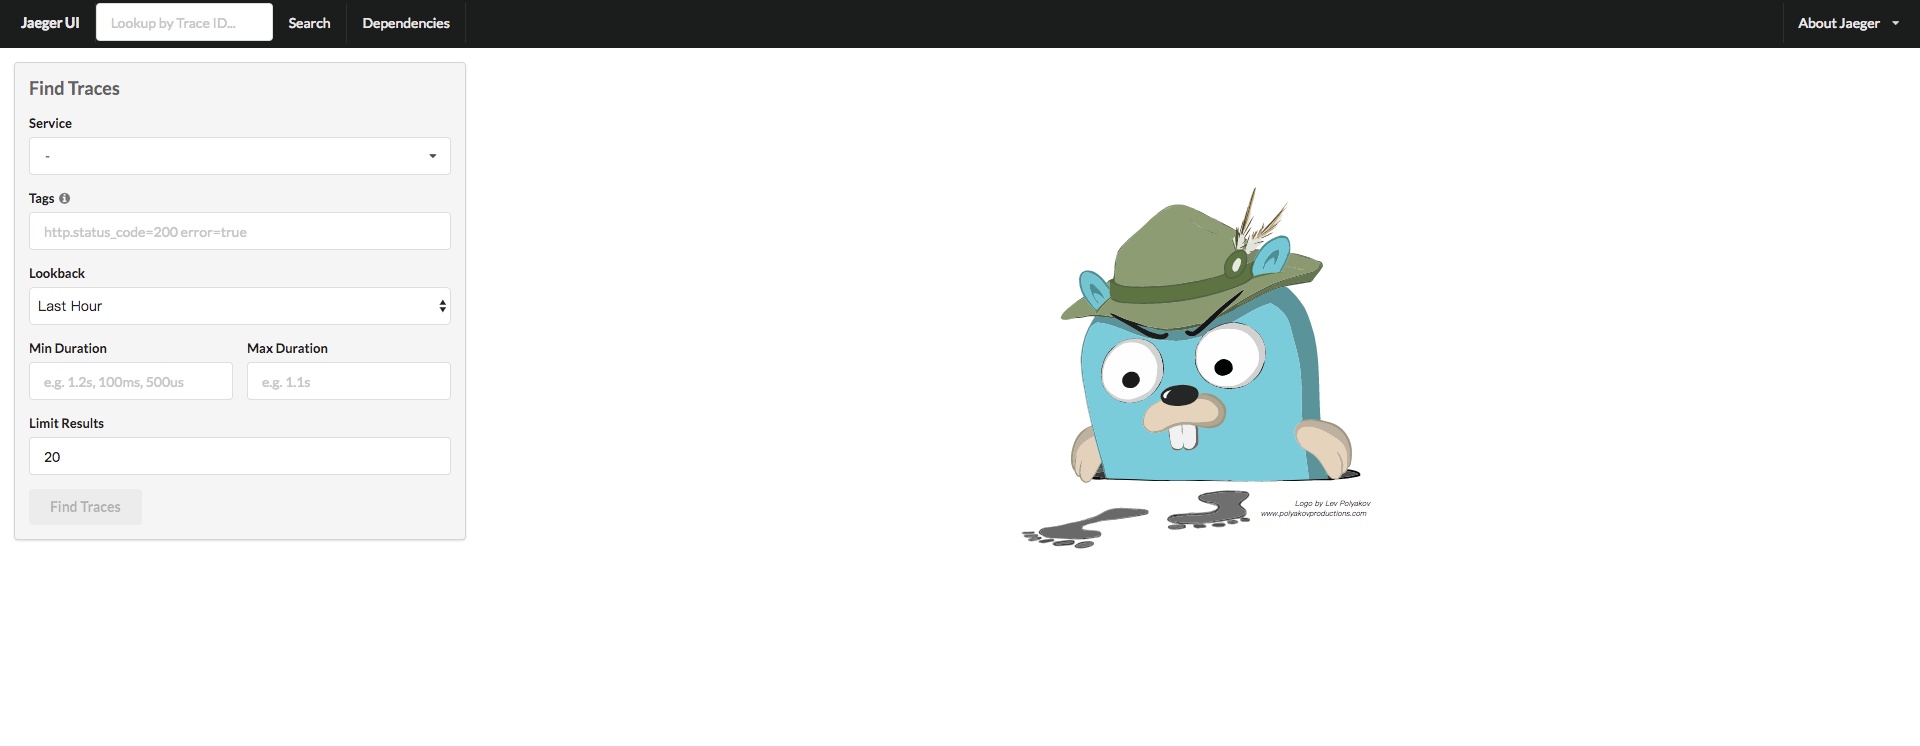 Jaeger UI
Lookup by Trace ID...
Search
Dependencies
About Jaeger
Find Traces
Service
-
Tags
http.status_code=200 error=true
Lookback
Last Hour
Min Duration
Max Duration
e.g. 1.2s, 100ms, 500us
e.g. 1.1s
Limit Results
20
Find Traces
Logo by Lev Polyakov
www.polyakovproductions.com